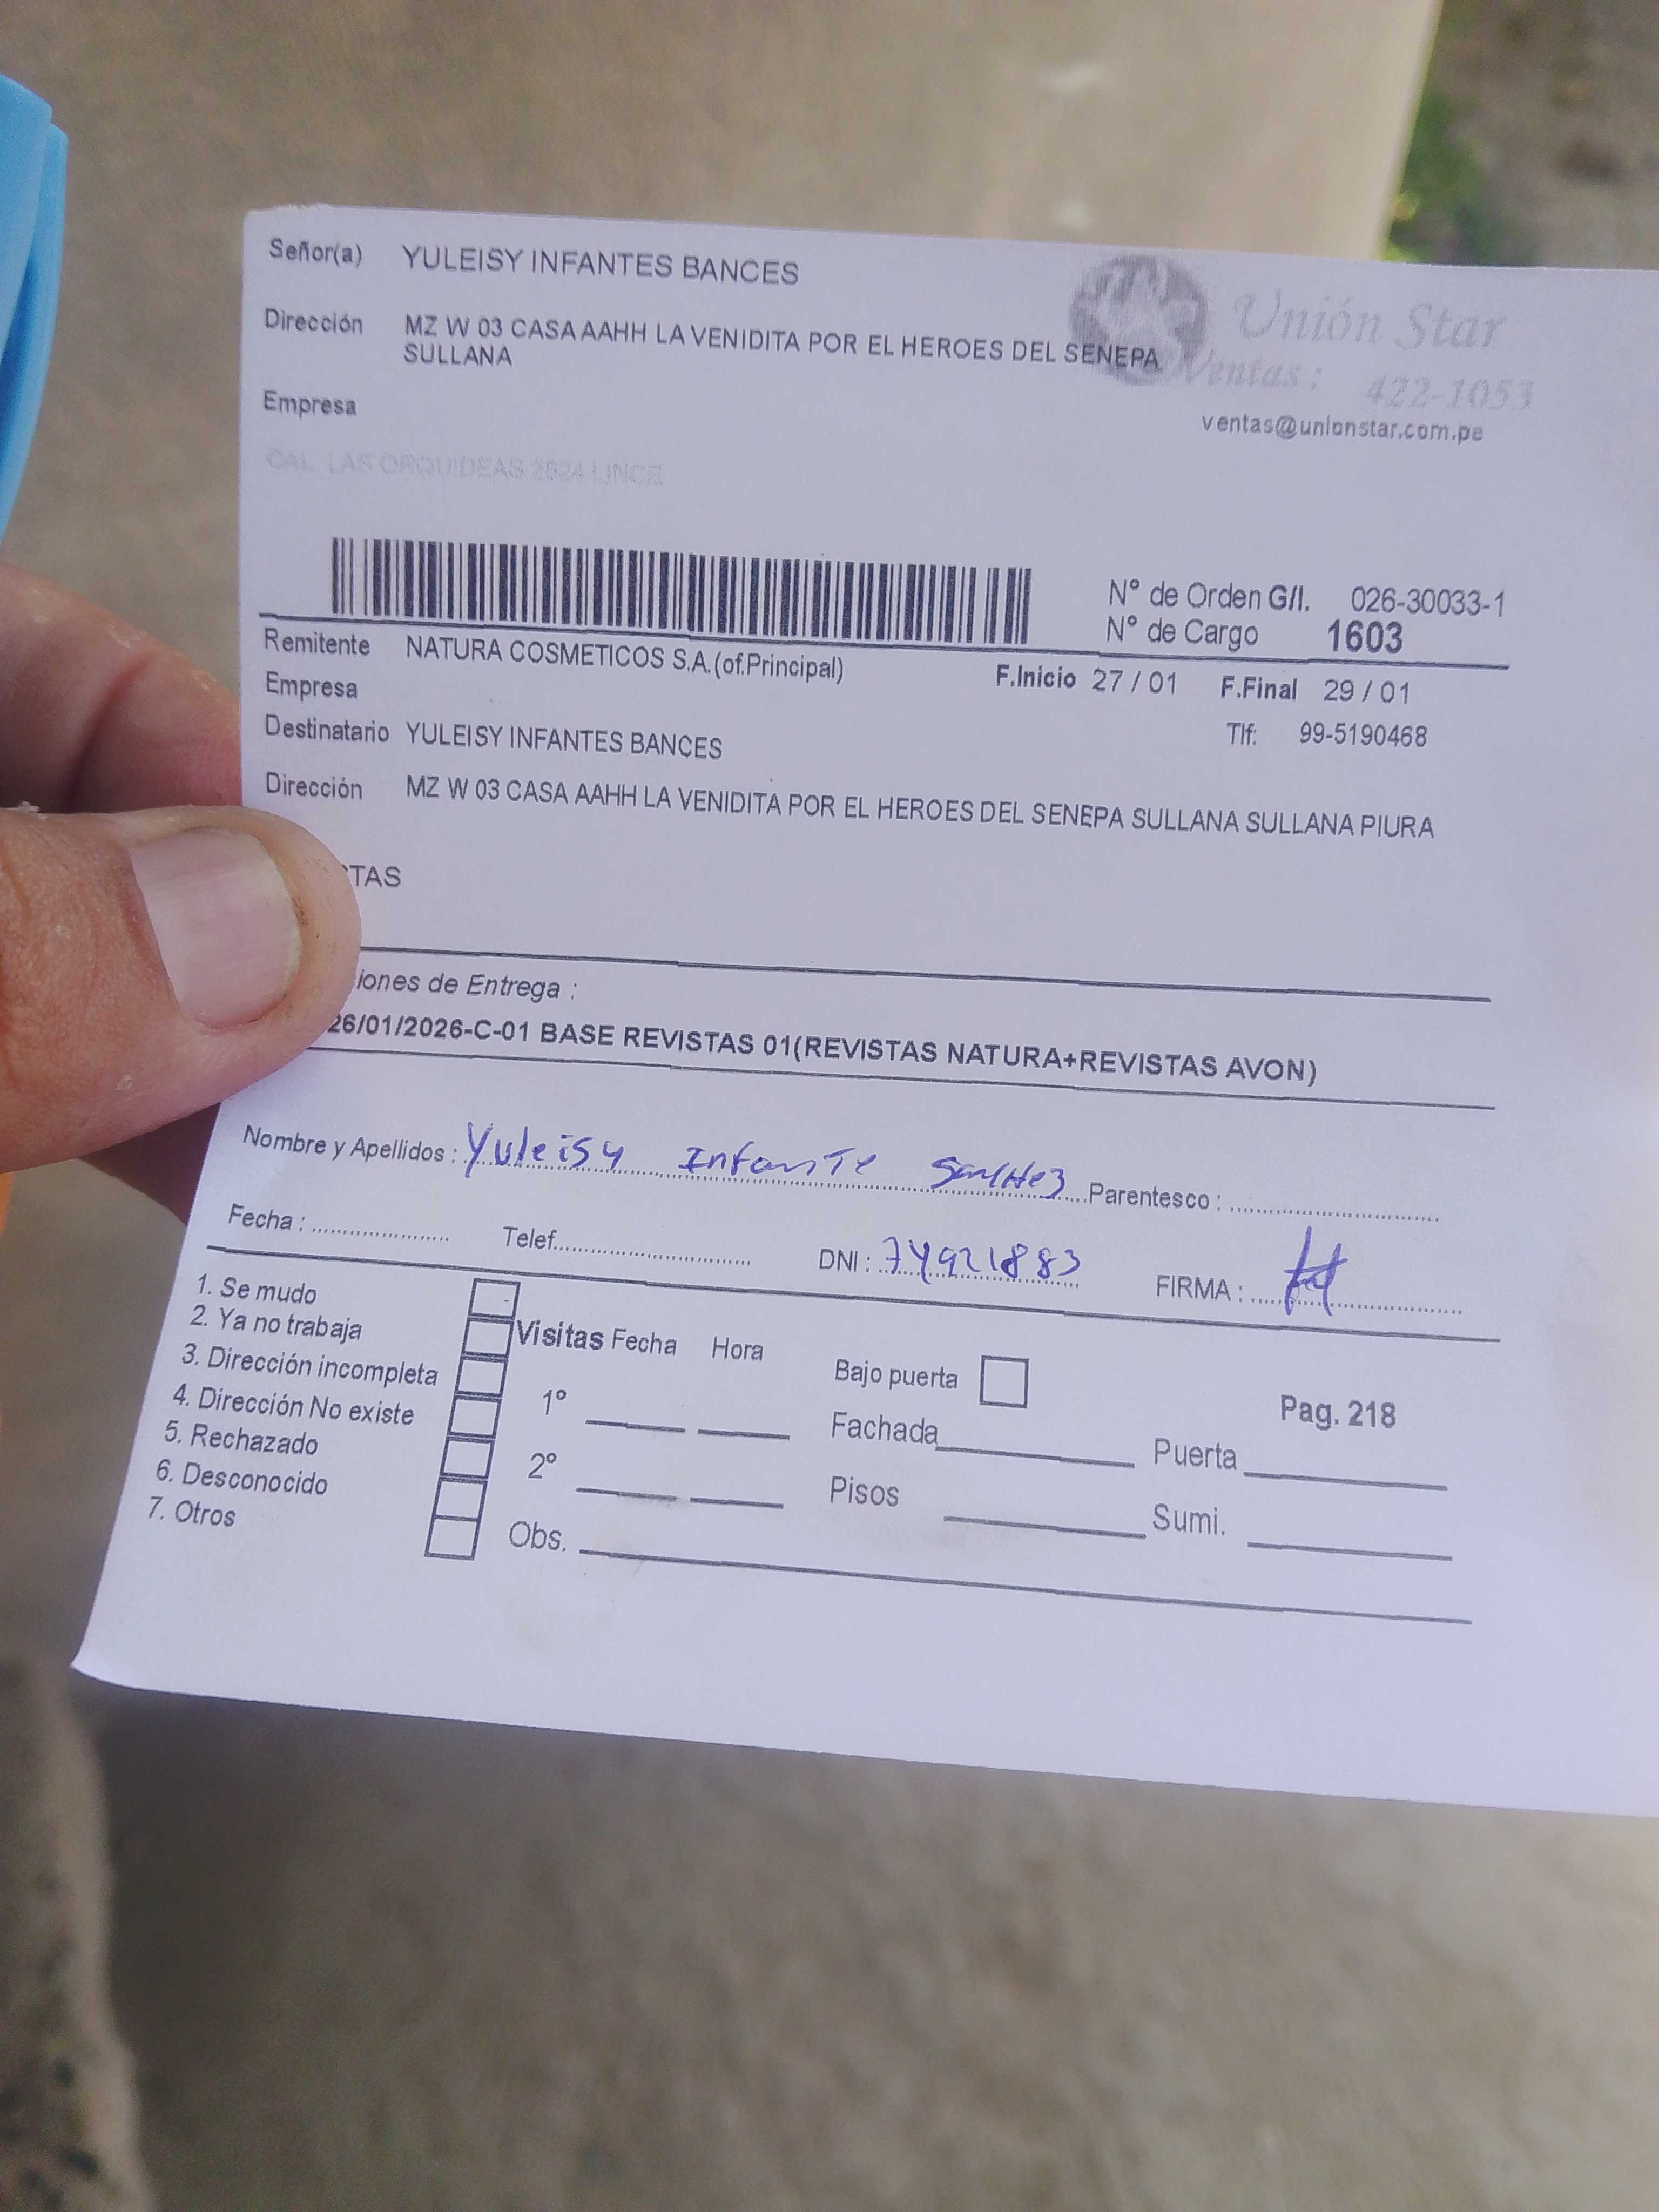 Señor(a) YULEISY INFANTES BANCES
Dirección MZ W 03 CASA AAHH LA VENIDITA POR EL HEROES DEL SENEPA
SULLANA
Unión Star
Ventas : 422-1053
ventas@unionstar.com.pe
Empresa
CAL. LAS ORQUIDEAS 2624 LINCE
Nº de Orden G/I. 026-30033-1
Nº de Cargo 1603
Remitente NATURA COSMETICOS S.A.(of.Principal) F.Inicio 27 / 01 F.Final 29 / 01
Empresa
Destinatario YULEISY INFANTES BANCES Tlf: 99-5190468
Dirección MZ W 03 CASA AAHH LA VENIDITA POR EL HEROES DEL SENEPA SULLANA SULLANA PIURA
TAS
iones de Entrega :
26/01/2026-C-01 BASE REVISTAS 01(REVISTAS NATURA+REVISTAS AVON)
Nombre y Apellidos : Yuleisy Infante Parentesco :
Fecha : Telef. DNI : 74921883 FIRMA :
1. Se mudo
2. Ya no trabaja
3. Dirección incompleta
4. Dirección No existe
5. Rechazado
6. Desconocido
7. Otros
Visitas Fecha Hora
1º
2º
Obs.
Bajo puerta
Pag. 218
Fachada Puerta
Pisos Sumi.